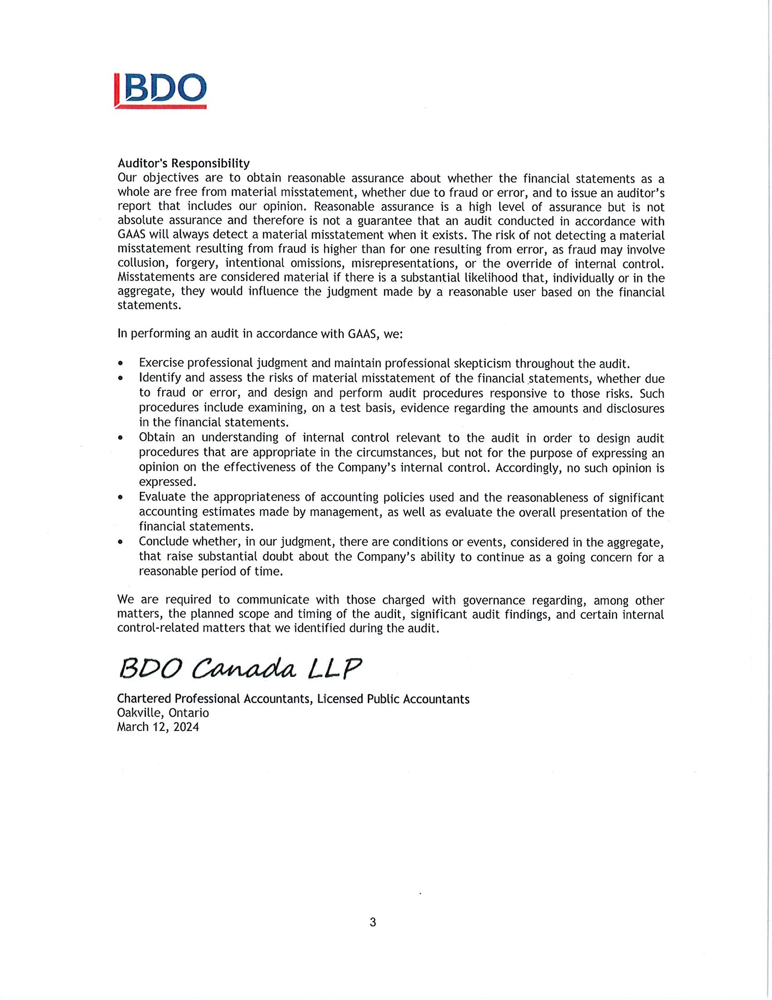 BDO
Auditor's Responsibility
Our objectives are to obtain reasonable assurance about whether the financial statements as a
whole are free from material misstatement, whether due to fraud or error, and to issue an auditor's
report that includes our opinion. Reasonable assurance is a high level of assurance but is not
absolute assurance and therefore is not a guarantee that an audit conducted in accordance with
GAAS will always detect a material misstatement when it exists. The risk of not detecting a material
misstatement resulting from fraud is higher than for one resulting from error, as fraud may involve
collusion, forgery, intentional omissions, misrepresentations, or the override of internal control.
Misstatements are considered material if there is a substantial likelihood that, individually or in the
aggregate, they would influence the judgment made by a reasonable user based on the financial
statements.
In performing an audit in accordance with GAAS, we:
• Exercise professional judgment and maintain professional skepticism throughout the audit.
• Identify and assess the risks of material misstatement of the financial statements, whether due
to fraud or error, and design and perform audit procedures responsive to those risks. Such
procedures include examining, on a test basis, evidence regarding the amounts and disclosures
in the financial statements.
• Obtain an understanding of internal control relevant to the audit in order to design audit
procedures that are appropriate in the circumstances, but not for the purpose of expressing an
opinion on the effectiveness of the Company's internal control. Accordingly, no such opinion is
expressed.
• Evaluate the appropriateness of accounting policies used and the reasonableness of significant
accounting estimates made by management, as well as evaluate the overall presentation of the
financial statements.
• Conclude whether, in our judgment, there are conditions or events, considered in the aggregate,
that raise substantial doubt about the Company's ability to continue as a going concern for a
reasonable period of time.
We are required to communicate with those charged with governance regarding, among other
matters, the planned scope and timing of the audit, significant audit findings, and certain internal
control-related matters that we identified during the audit.
BDO Canada LLP
Chartered Professional Accountants, Licensed Public Accountants
Oakville, Ontario
March 12, 2024
3